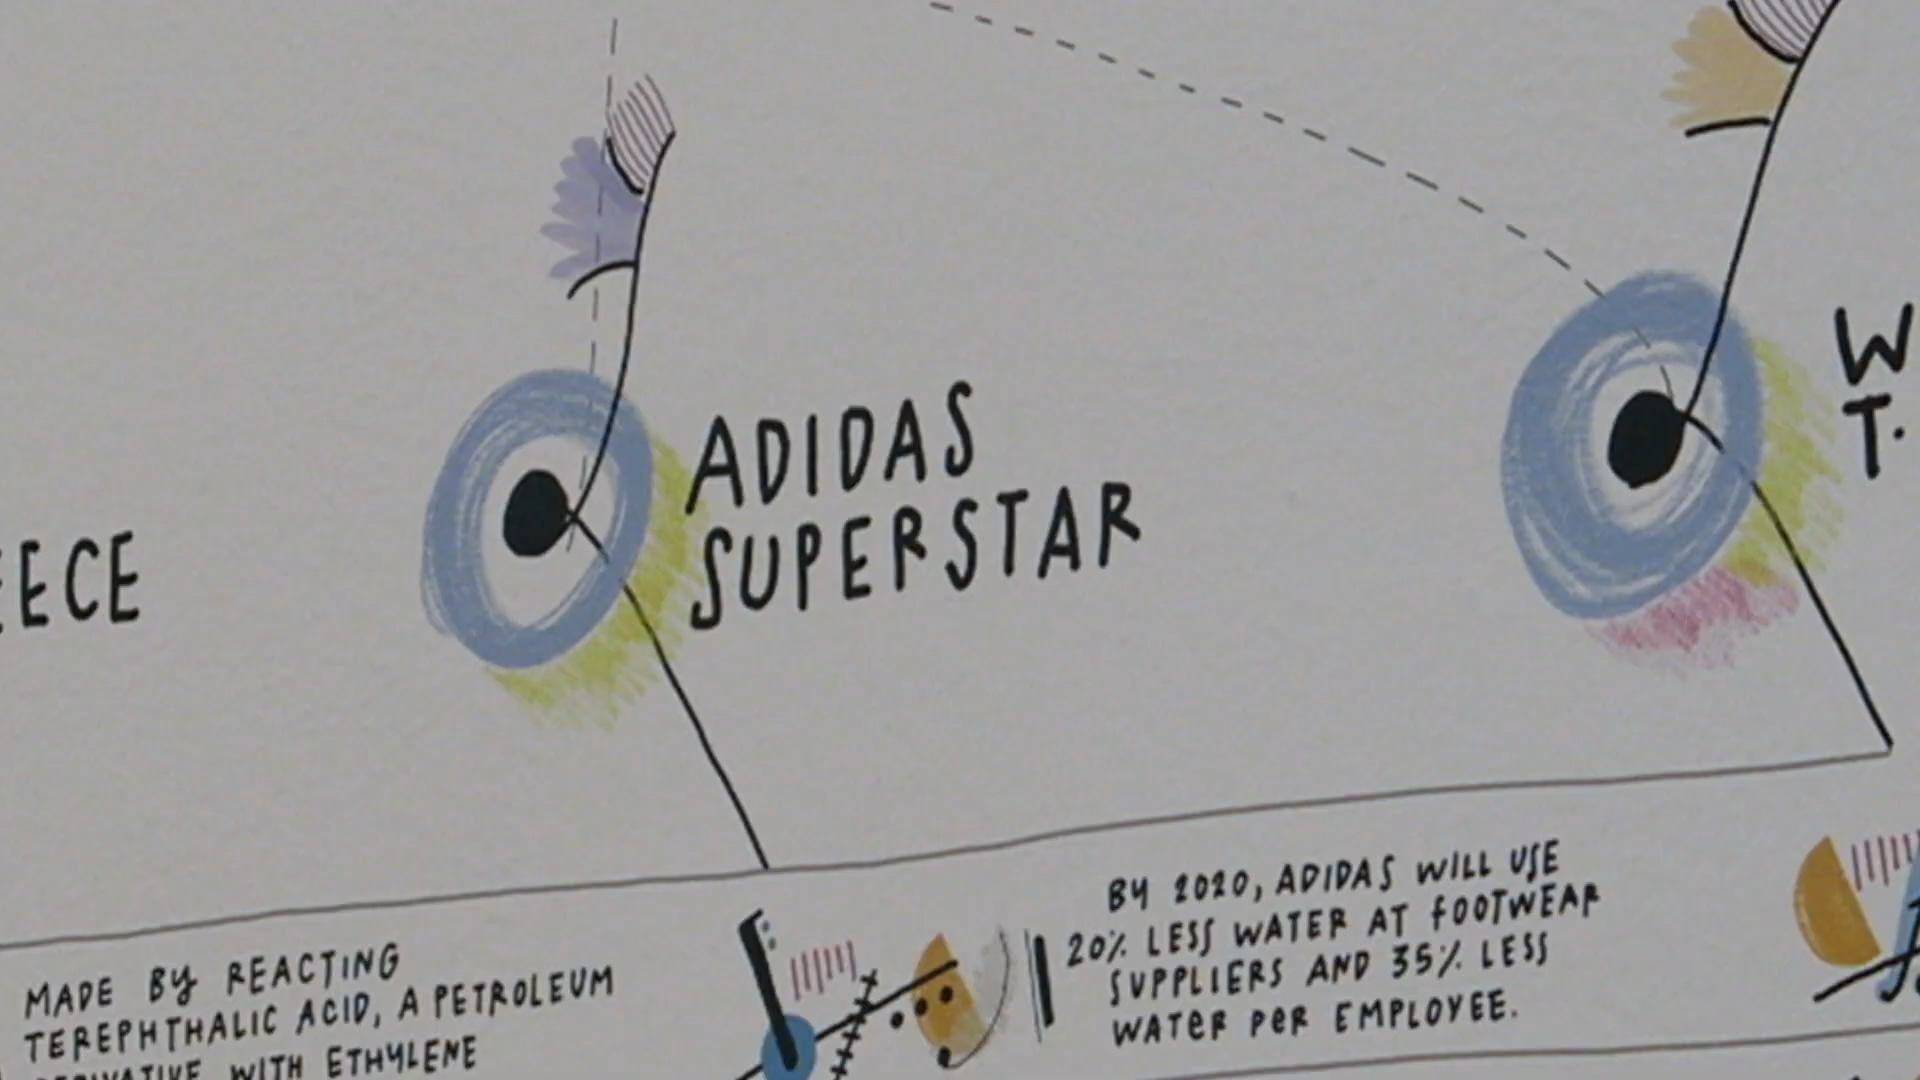 ADIDAS
SUPERSTAR
W
T.
MADE BY REACTING
TEREPHTHALIC ACID, A PETROLEUM
WITH ETHYLENE
BY 2020, ADIDAS WILL USE
20% LESS WATER AT FOOTWEAR
SUPPLIERS AND 35% LESS
WATER PER EMPLOYEE.